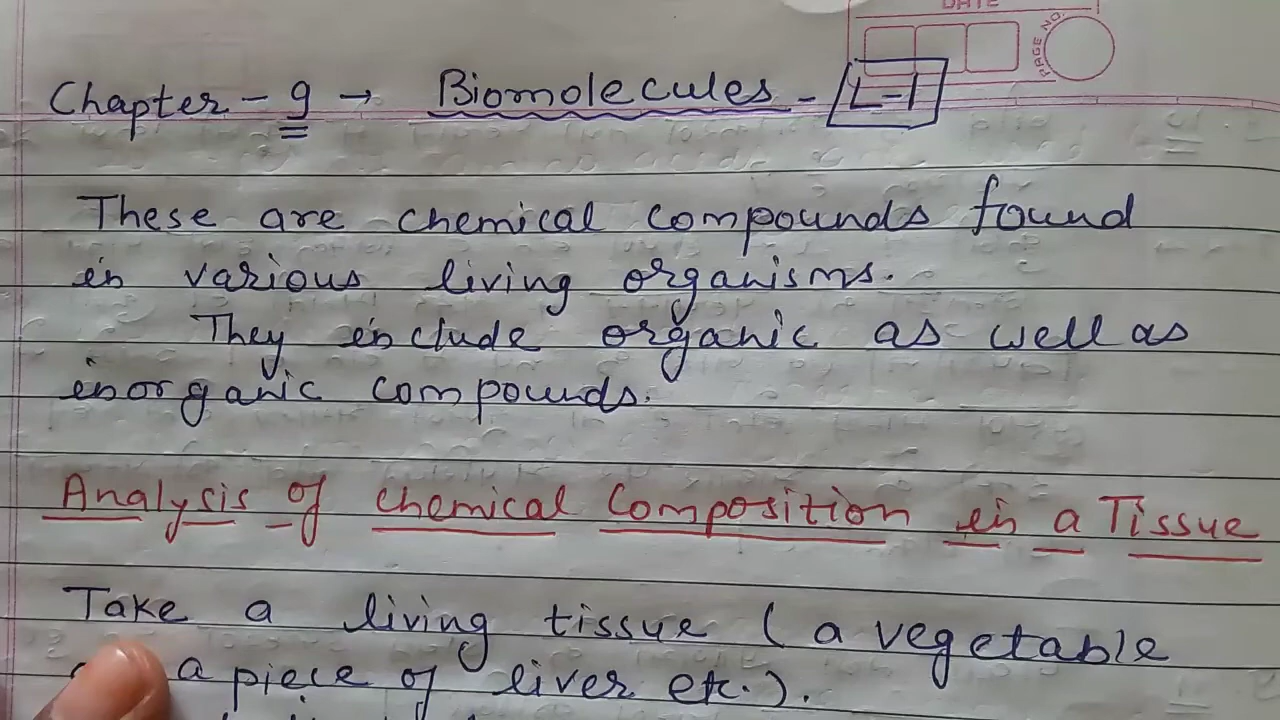 DATE
PAGE NO.
Chapter - 9 → Biomolecules - L-1
These are chemical compounds found
in various living organisms.
They include organic as well as
inorganic compounds.
Analysis of chemical Composition in a Tissue
Take a living tissue (a vegetable
a piece of liver etc.).